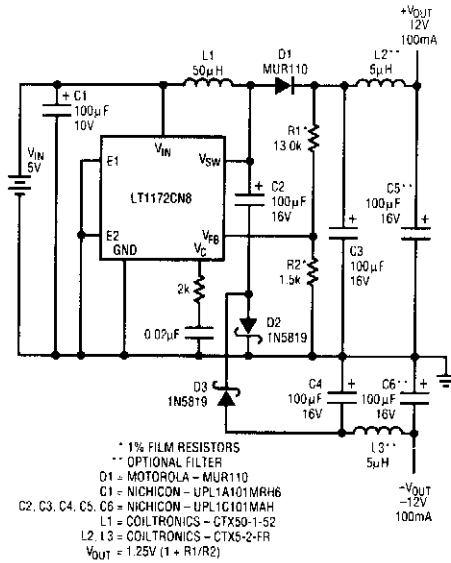 +VOUT
12V
100mA
L1
50µH
D1
MUR110
L2**
5µH
+ C1
100µF
10V
R1*
13.0k
VIN
5V
VIN
E1
VSW
LT1172CN8
+
C2
100µF
16V
C5**
100µF
16V
+
E2
VFB
VC
GND
R2*
1.5k
+
C3
100µF
16V
2k
0.02µF
D2
1N5819
D3
1N5819
C4
100µF
16V
+
C6**
100µF
16V
+
L3**
5µH
-VOUT
-12V
100mA
* 1% FILM RESISTORS
** OPTIONAL FILTER
D1 = MOTOROLA – MUR110
C1 = NICHICON – UPL1A101MRH6
C2, C3, C4, C5, C6 = NICHICON – UPL1C101MAH
L1 = COILTRONICS – CTX50-1-52
L2, L3 = COILTRONICS – CTX5-2-FR
VOUT = 1.25V (1 + R1/R2)